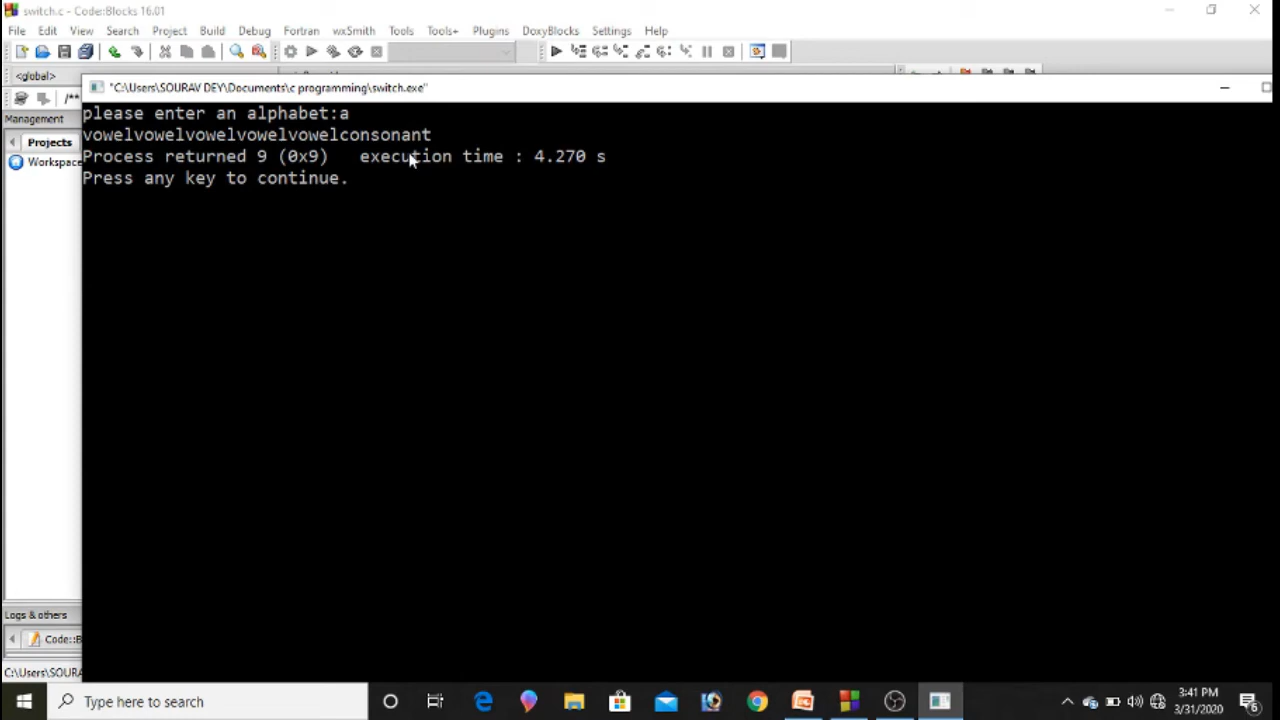 switch.c - Code::Blocks 16.01
File Edit View Search Project Build Debug Fortran wxSmith Tools Tools+ Plugins DoxyBlocks Settings Help
<global>
"C:\Users\SOURAV DEY\Documents\c programming\switch.exe"
/**
Management
Projects
Workspace
please enter an alphabet:a
vowelvowelvowelvowelvowelconsonant
Process returned 9 (0x9) execution time : 4.270 s
Press any key to continue.
Logs & others
Code::B
C:\Users\SOURA
Type here to search
3:41 PM
3/31/2020
6